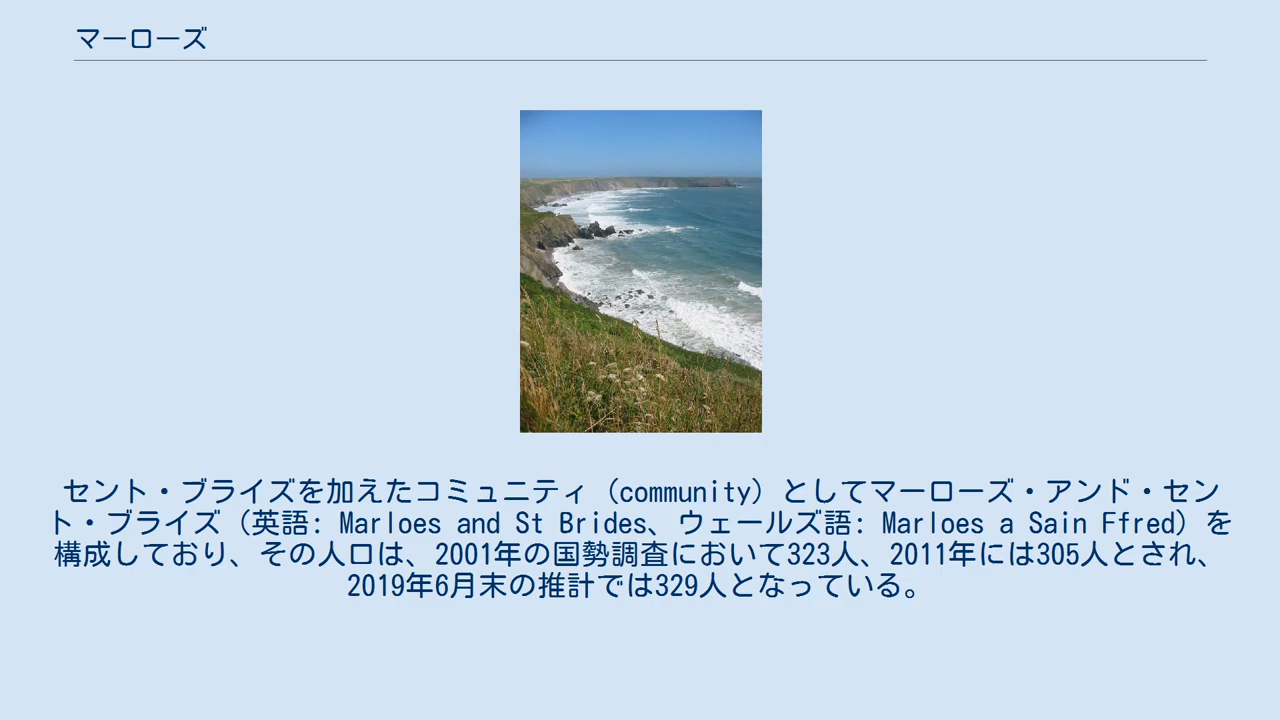 マーローズ
セント・ブライズを加えたコミュニティ（community）としてマーローズ・アンド・セン
ト・ブライズ（英語: Marloes and St Brides、ウェールズ語: Marloes a Sain Ffred）を
構成しており、その人口は、2001年の国勢調査において323人、2011年には305人とされ、
2019年6月末の推計では329人となっている。